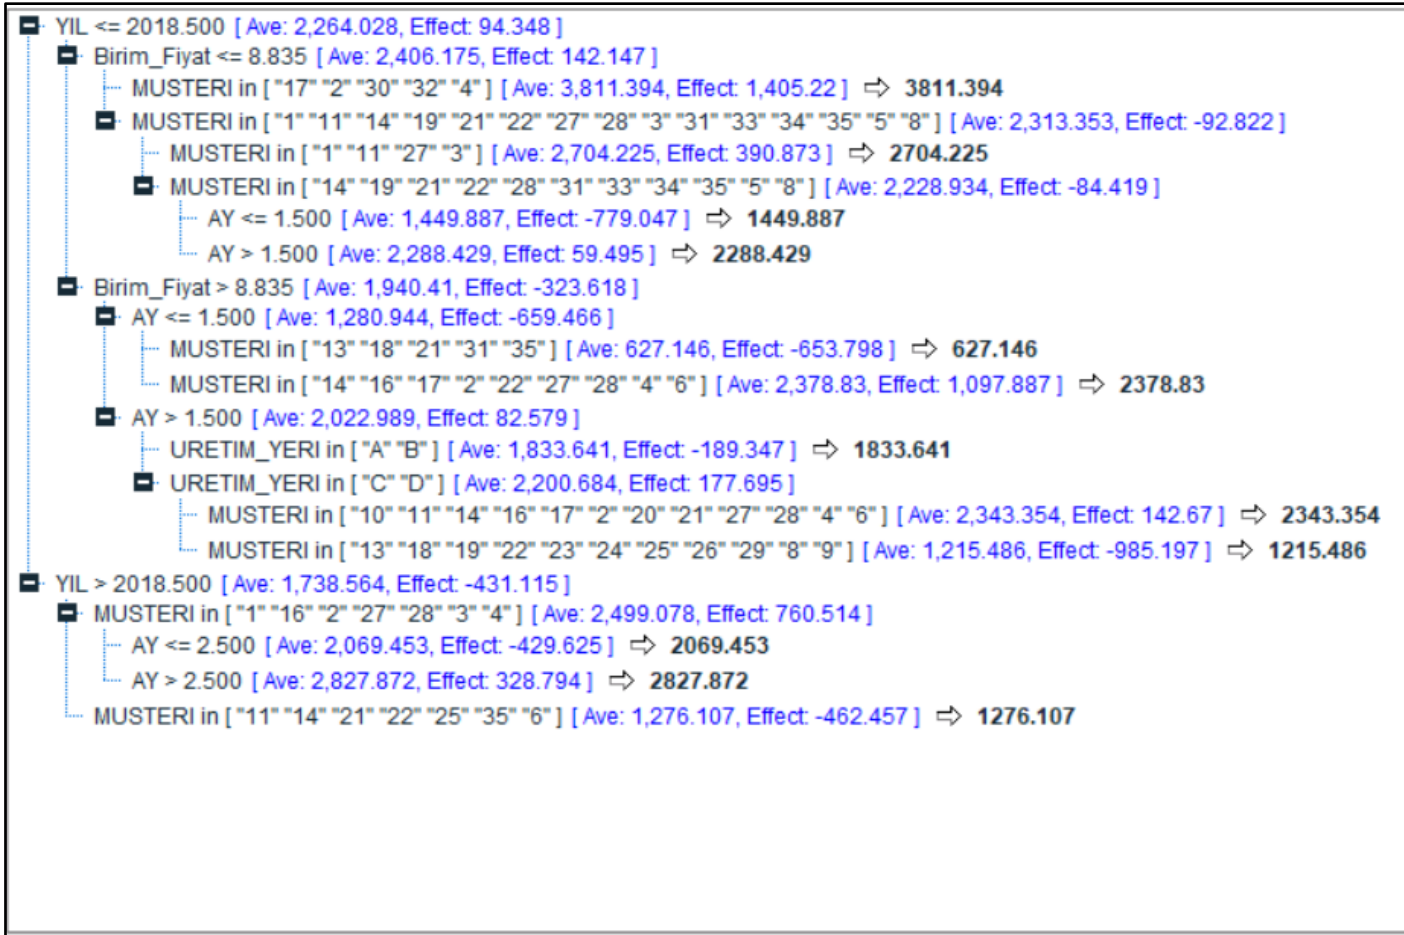 YIL <= 2018.500 [ Ave: 2,264.028, Effect: 94.348 ]
Birim_Fiyat <= 8.835 [ Ave: 2,406.175, Effect: 142.147 ]
MUSTERI in [ "17" "2" "30" "32" "4" ] [ Ave: 3,811.394, Effect: 1,405.22 ] ⇨ 3811.394
MUSTERI in [ "1" "11" "14" "19" "21" "22" "27" "28" "3" "31" "33" "34" "35" "5" "8" ] [ Ave: 2,313.353, Effect: -92.822 ]
MUSTERI in [ "1" "11" "27" "3" ] [ Ave: 2,704.225, Effect: 390.873 ] ⇨ 2704.225
MUSTERI in [ "14" "19" "21" "22" "28" "31" "33" "34" "35" "5" "8" ] [ Ave: 2,228.934, Effect: -84.419 ]
AY <= 1.500 [ Ave: 1,449.887, Effect: -779.047 ] ⇨ 1449.887
AY > 1.500 [ Ave: 2,288.429, Effect: 59.495 ] ⇨ 2288.429
Birim_Fiyat > 8.835 [ Ave: 1,940.41, Effect: -323.618 ]
AY <= 1.500 [ Ave: 1,280.944, Effect: -659.466 ]
MUSTERI in [ "13" "18" "21" "31" "35" ] [ Ave: 627.146, Effect: -653.798 ] ⇨ 627.146
MUSTERI in [ "14" "16" "17" "2" "22" "27" "28" "4" "6" ] [ Ave: 2,378.83, Effect: 1,097.887 ] ⇨ 2378.83
AY > 1.500 [ Ave: 2,022.989, Effect: 82.579 ]
URETIM_YERI in [ "A" "B" ] [ Ave: 1,833.641, Effect: -189.347 ] ⇨ 1833.641
URETIM_YERI in [ "C" "D" ] [ Ave: 2,200.684, Effect: 177.695 ]
MUSTERI in [ "10" "11" "14" "16" "17" "2" "20" "21" "27" "28" "4" "6" ] [ Ave: 2,343.354, Effect: 142.67 ] ⇨ 2343.354
MUSTERI in [ "13" "18" "19" "22" "23" "24" "25" "26" "29" "8" "9" ] [ Ave: 1,215.486, Effect: -985.197 ] ⇨ 1215.486
YIL > 2018.500 [ Ave: 1,738.564, Effect: -431.115 ]
MUSTERI in [ "1" "16" "2" "27" "28" "3" "4" ] [ Ave: 2,499.078, Effect: 760.514 ]
AY <= 2.500 [ Ave: 2,069.453, Effect: -429.625 ] ⇨ 2069.453
AY > 2.500 [ Ave: 2,827.872, Effect: 328.794 ] ⇨ 2827.872
MUSTERI in [ "11" "14" "21" "22" "25" "35" "6" ] [ Ave: 1,276.107, Effect: -462.457 ] ⇨ 1276.107